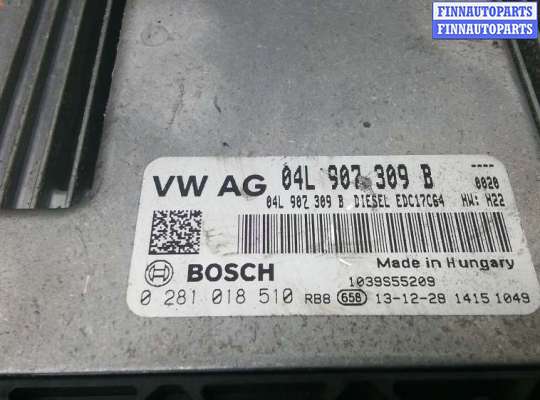 FINNAUTOPARTS
FINNAUTOPARTS
VW AG 04L 907 309 B ----
0020
04L 907 309 B DIESEL EDC17C64 HW: H22
BOSCH
Made in Hungary
1039S55209
0 281 018 510 RB8 658 13-12-28 1415 1049